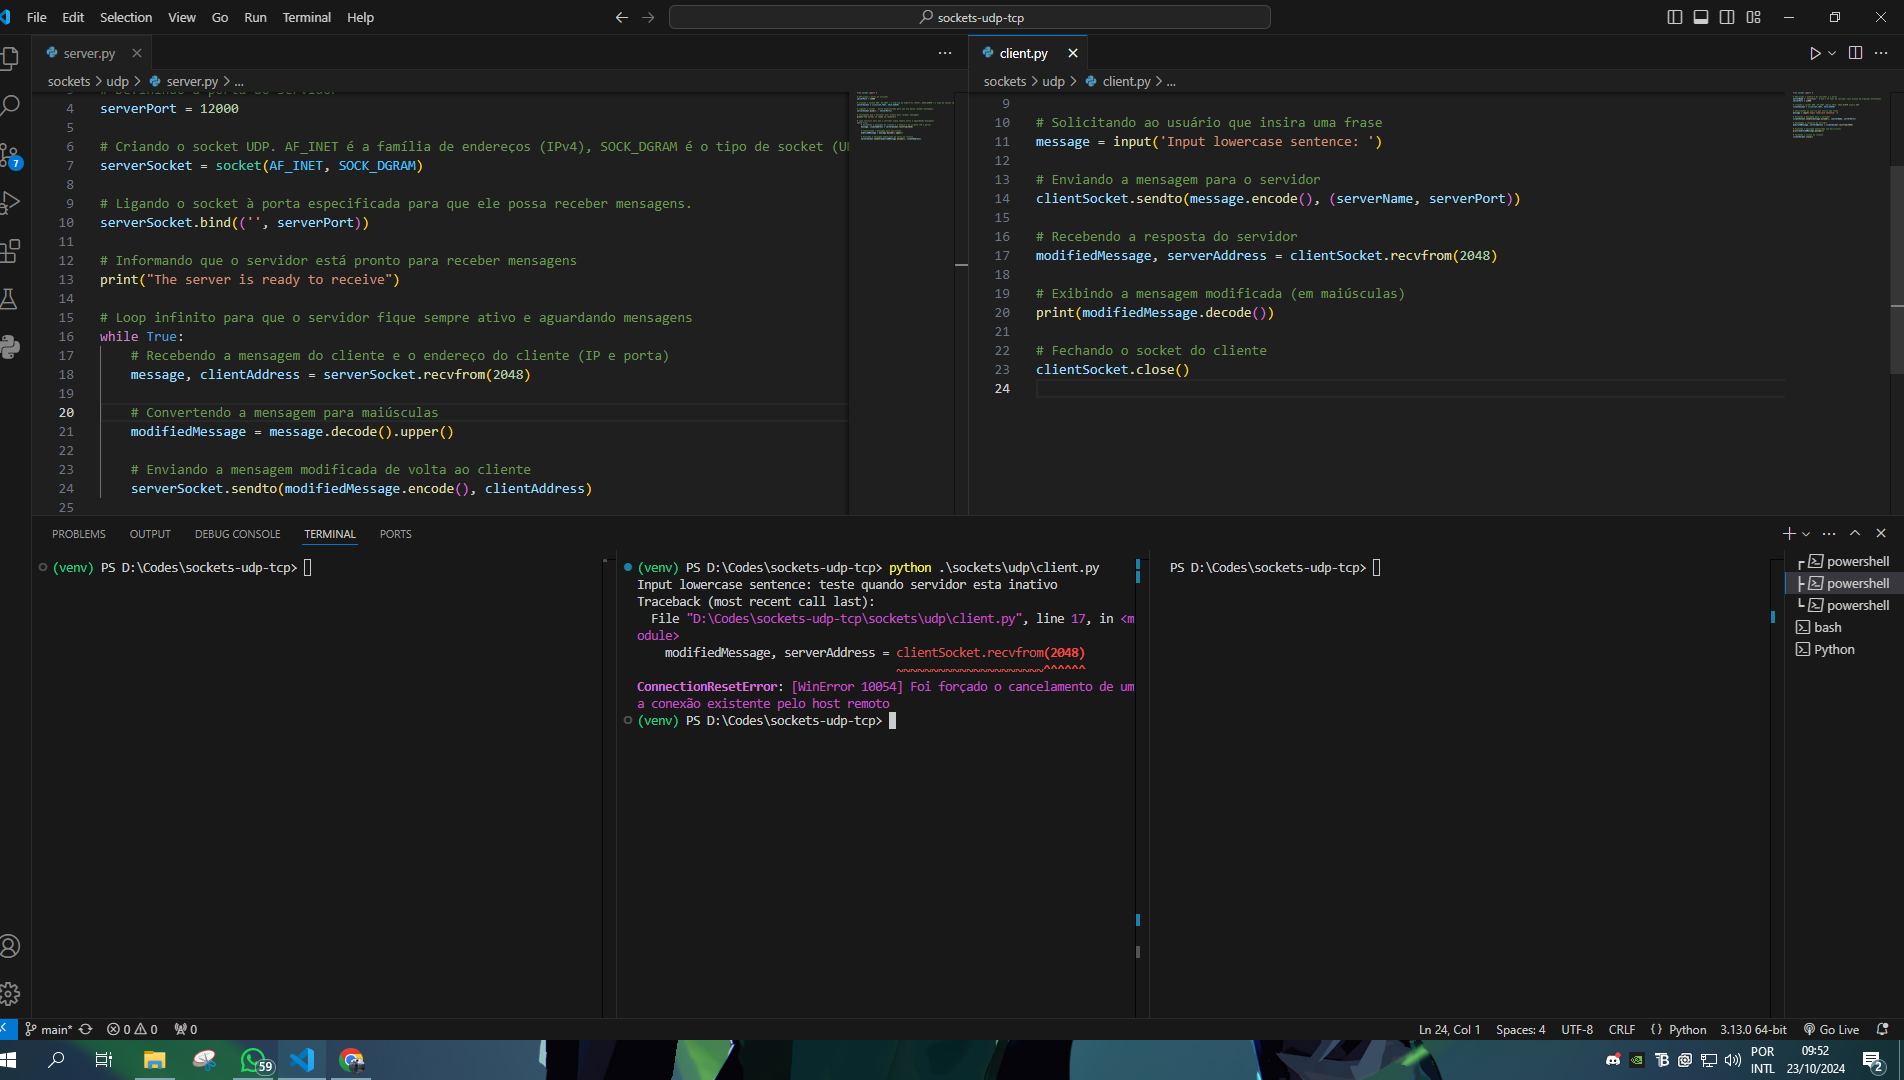 File Edit Selection View Go Run Terminal Help
sockets-udp-tcp
server.py
sockets > udp > server.py > ...
4 serverPort = 12000
5
6 # Criando o socket UDP. AF_INET é a família de endereços (IPv4), SOCK_DGRAM é o tipo de socket (U
7 serverSocket = socket(AF_INET, SOCK_DGRAM)
8
9 # Ligando o socket à porta especificada para que ele possa receber mensagens.
10 serverSocket.bind(('', serverPort))
11
12 # Informando que o servidor está pronto para receber mensagens
13 print("The server is ready to receive")
14
15 # Loop infinito para que o servidor fique sempre ativo e aguardando mensagens
16 while True:
17 # Recebendo a mensagem do cliente e o endereço do cliente (IP e porta)
18 message, clientAddress = serverSocket.recvfrom(2048)
19
20 # Convertendo a mensagem para maiúsculas
21 modifiedMessage = message.decode().upper()
22
23 # Enviando a mensagem modificada de volta ao cliente
24 serverSocket.sendto(modifiedMessage.encode(), clientAddress)
25
client.py
sockets > udp > client.py > ...
9
10 # Solicitando ao usuário que insira uma frase
11 message = input('Input lowercase sentence: ')
12
13 # Enviando a mensagem para o servidor
14 clientSocket.sendto(message.encode(), (serverName, serverPort))
15
16 # Recebendo a resposta do servidor
17 modifiedMessage, serverAddress = clientSocket.recvfrom(2048)
18
19 # Exibindo a mensagem modificada (em maiúsculas)
20 print(modifiedMessage.decode())
21
22 # Fechando o socket do cliente
23 clientSocket.close()
24
7
PROBLEMS OUTPUT DEBUG CONSOLE TERMINAL PORTS
(venv) PS D:\Codes\sockets-udp-tcp>
(venv) PS D:\Codes\sockets-udp-tcp> python .\sockets\udp\client.py
Input lowercase sentence: teste quando servidor esta inativo
Traceback (most recent call last):
File "D:\Codes\sockets-udp-tcp\sockets\udp\client.py", line 17, in <m
odule>
modifiedMessage, serverAddress = clientSocket.recvfrom(2048)
~~~~~~~~~~~~~~~~~~~~~^^^^^^
ConnectionResetError: [WinError 10054] Foi forçado o cancelamento de um
a conexão existente pelo host remoto
(venv) PS D:\Codes\sockets-udp-tcp>
PS D:\Codes\sockets-udp-tcp>
powershell
powershell
powershell
bash
Python
main* 0 0 0
Ln 24, Col 1 Spaces: 4 UTF-8 CRLF {} Python 3.13.0 64-bit Go Live
59
POR
INTL
09:52
23/10/2024
2